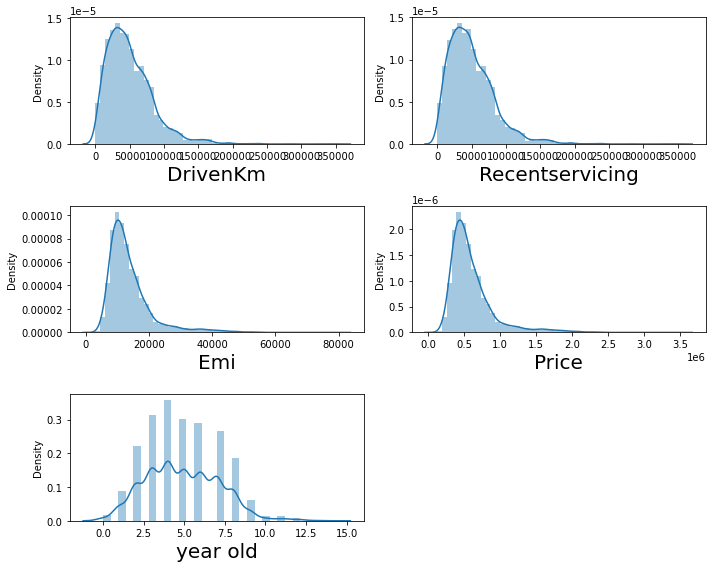 1e−5
1.5
1.0
0.5
0.0
Density
0 50000 100000 150000 200000 250000 300000 350000
DrivenKm
1e−5
1.5
1.0
0.5
0.0
Density
0 50000 100000 150000 200000 250000 300000 350000
Recentservicing
0.00010
0.00008
0.00006
0.00004
0.00002
0.00000
Density
0 20000 40000 60000 80000
Emi
1e−6
2.0
1.5
1.0
0.5
0.0
Density
0.0 0.5 1.0 1.5 2.0 2.5 3.0 3.5
1e6
Price
0.3
0.2
0.1
0.0
Density
0.0 2.5 5.0 7.5 10.0 12.5 15.0
year old